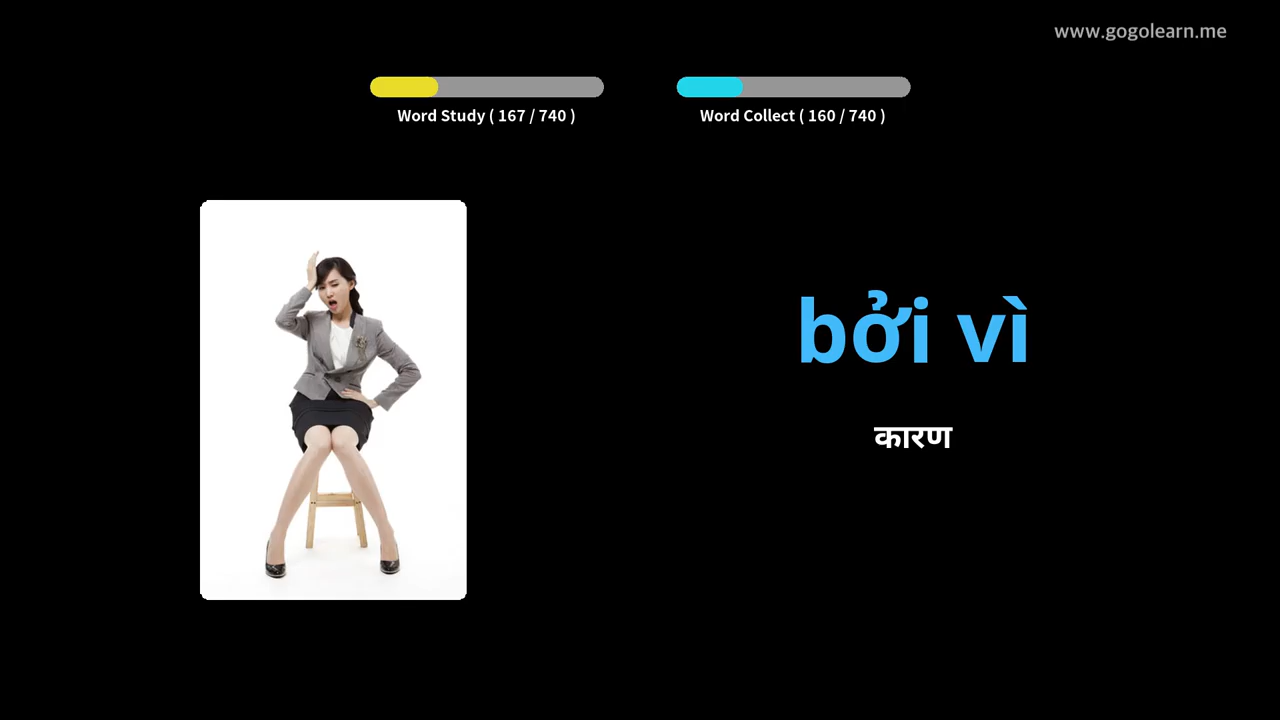 www.gogolearn.me
Word Study ( 167 / 740 )
Word Collect ( 160 / 740 )
bởi vì
कारण